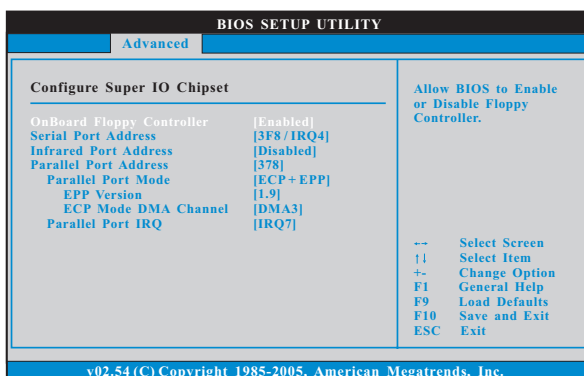 BIOS SETUP UTILITY
Advanced
Configure Super IO Chipset
OnBoard Floppy Controller [Enabled]
Serial Port Address [3F8 / IRQ4]
Infrared Port Address [Disabled]
Parallel Port Address [378]
Parallel Port Mode [ECP + EPP]
EPP Version [1.9]
ECP Mode DMA Channel [DMA3]
Parallel Port IRQ [IRQ7]
Allow BIOS to Enable
or Disable Floppy
Controller.
←→ Select Screen
↑↓ Select Item
+- Change Option
F1 General Help
F9 Load Defaults
F10 Save and Exit
ESC Exit
v02.54 (C) Copyright 1985-2005, American Megatrends, Inc.